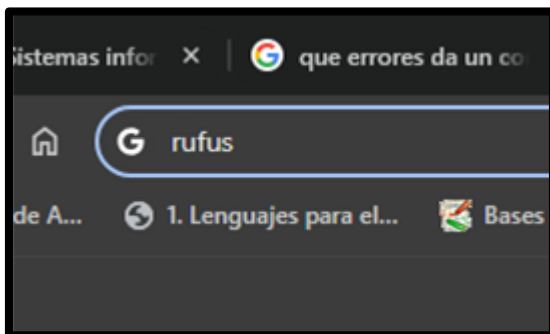 Sistemas infor
que errores da un co
rufus
de A...
1. Lenguajes para el...
Bases